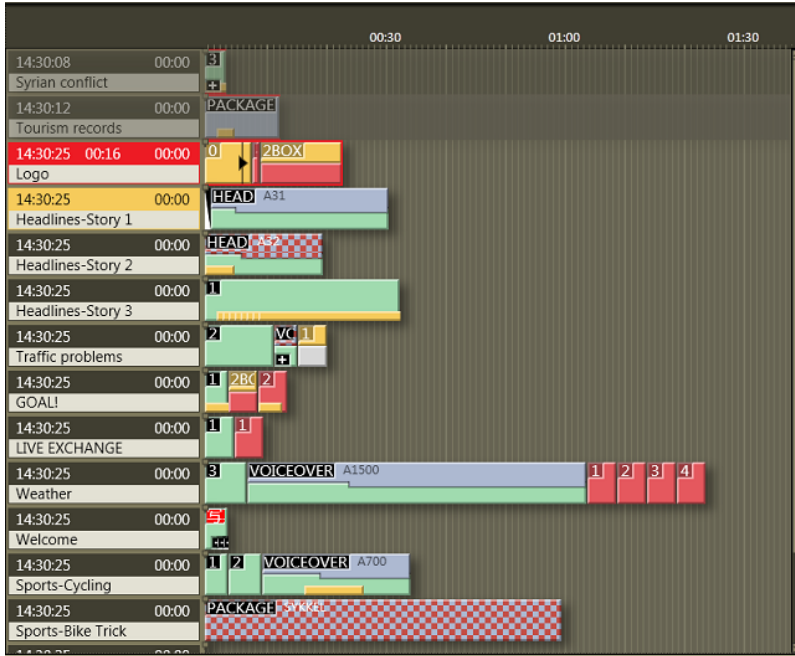 00:30 01:00 01:30
14:30:08 00:00 3
Syrian conflict +
14:30:12 00:00 PACKAGE
Tourism records
14:30:25 00:16 00:00 0 2BOX
Logo
14:30:25 00:00 HEAD A31
Headlines-Story 1
14:30:25 00:00 HEAD A32
Headlines-Story 2
14:30:25 00:00 1
Headlines-Story 3
14:30:25 00:00 2 VO 1
Traffic problems +
14:30:25 00:00 1 2BO 2
GOAL!
14:30:25 00:00 1 1
LIVE EXCHANGE
14:30:25 00:00 3 VOICEOVER A1500 1 2 3 4
Weather
14:30:25 00:00 5
Welcome
14:30:25 00:00 1 2 VOICEOVER A700
Sports-Cycling
14:30:25 00:00 PACKAGE SYKKEL
Sports-Bike Trick